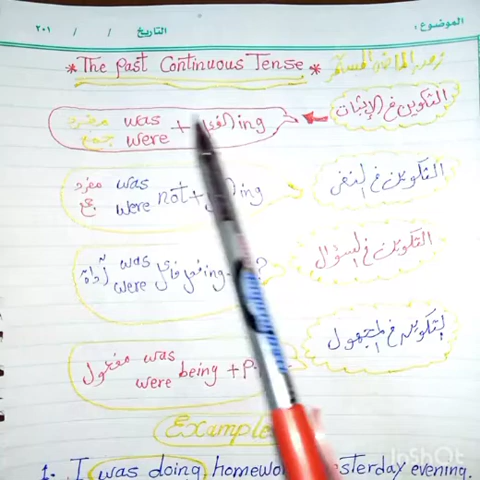 الموضوع : التاريخ / / ٢٠١
* The Past Continuous Tense * زمن الماضي المستمر
التكوين في الإثبات
مفرد was
جمع were + الفعل ing
التكوين في النفي
مفرد was
جمع were not + ing
التكوين في السؤال
أداة was
were فاعل فعل ing ?
التكوين في المجهول
مفعول was
were being + P.
Example
1. I was doing homework yesterday evening.
InShOt